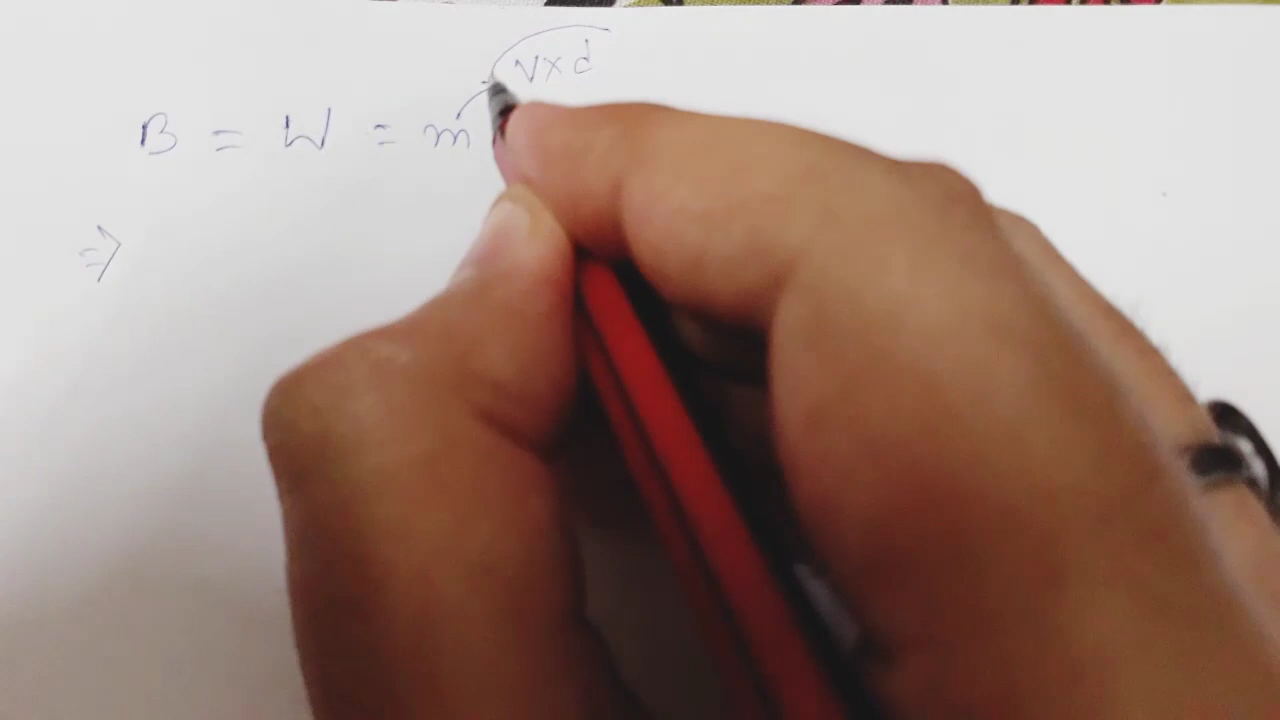 V×d
B = W = m
⇒